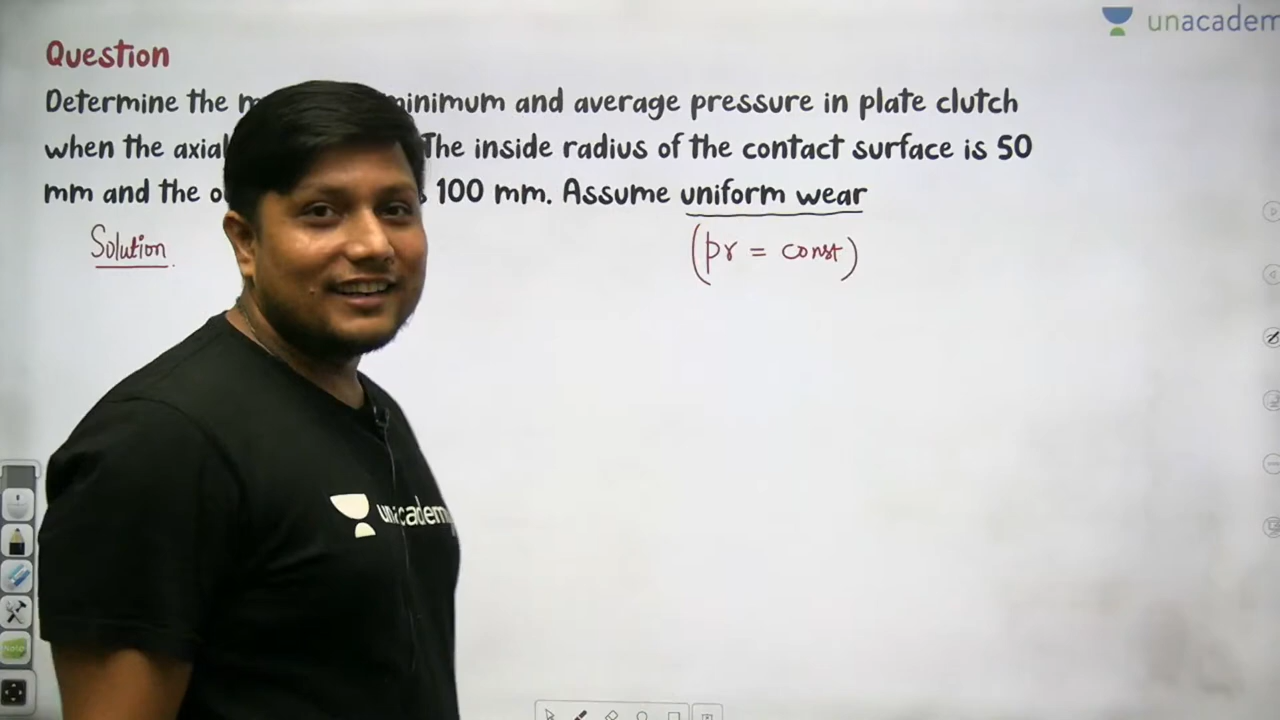 unacadem
Question
Determine the minimum and average pressure in plate clutch
when the axial The inside radius of the contact surface is 50
mm and the 100 mm. Assume uniform wear
Solution
(pr = const)
unacademy